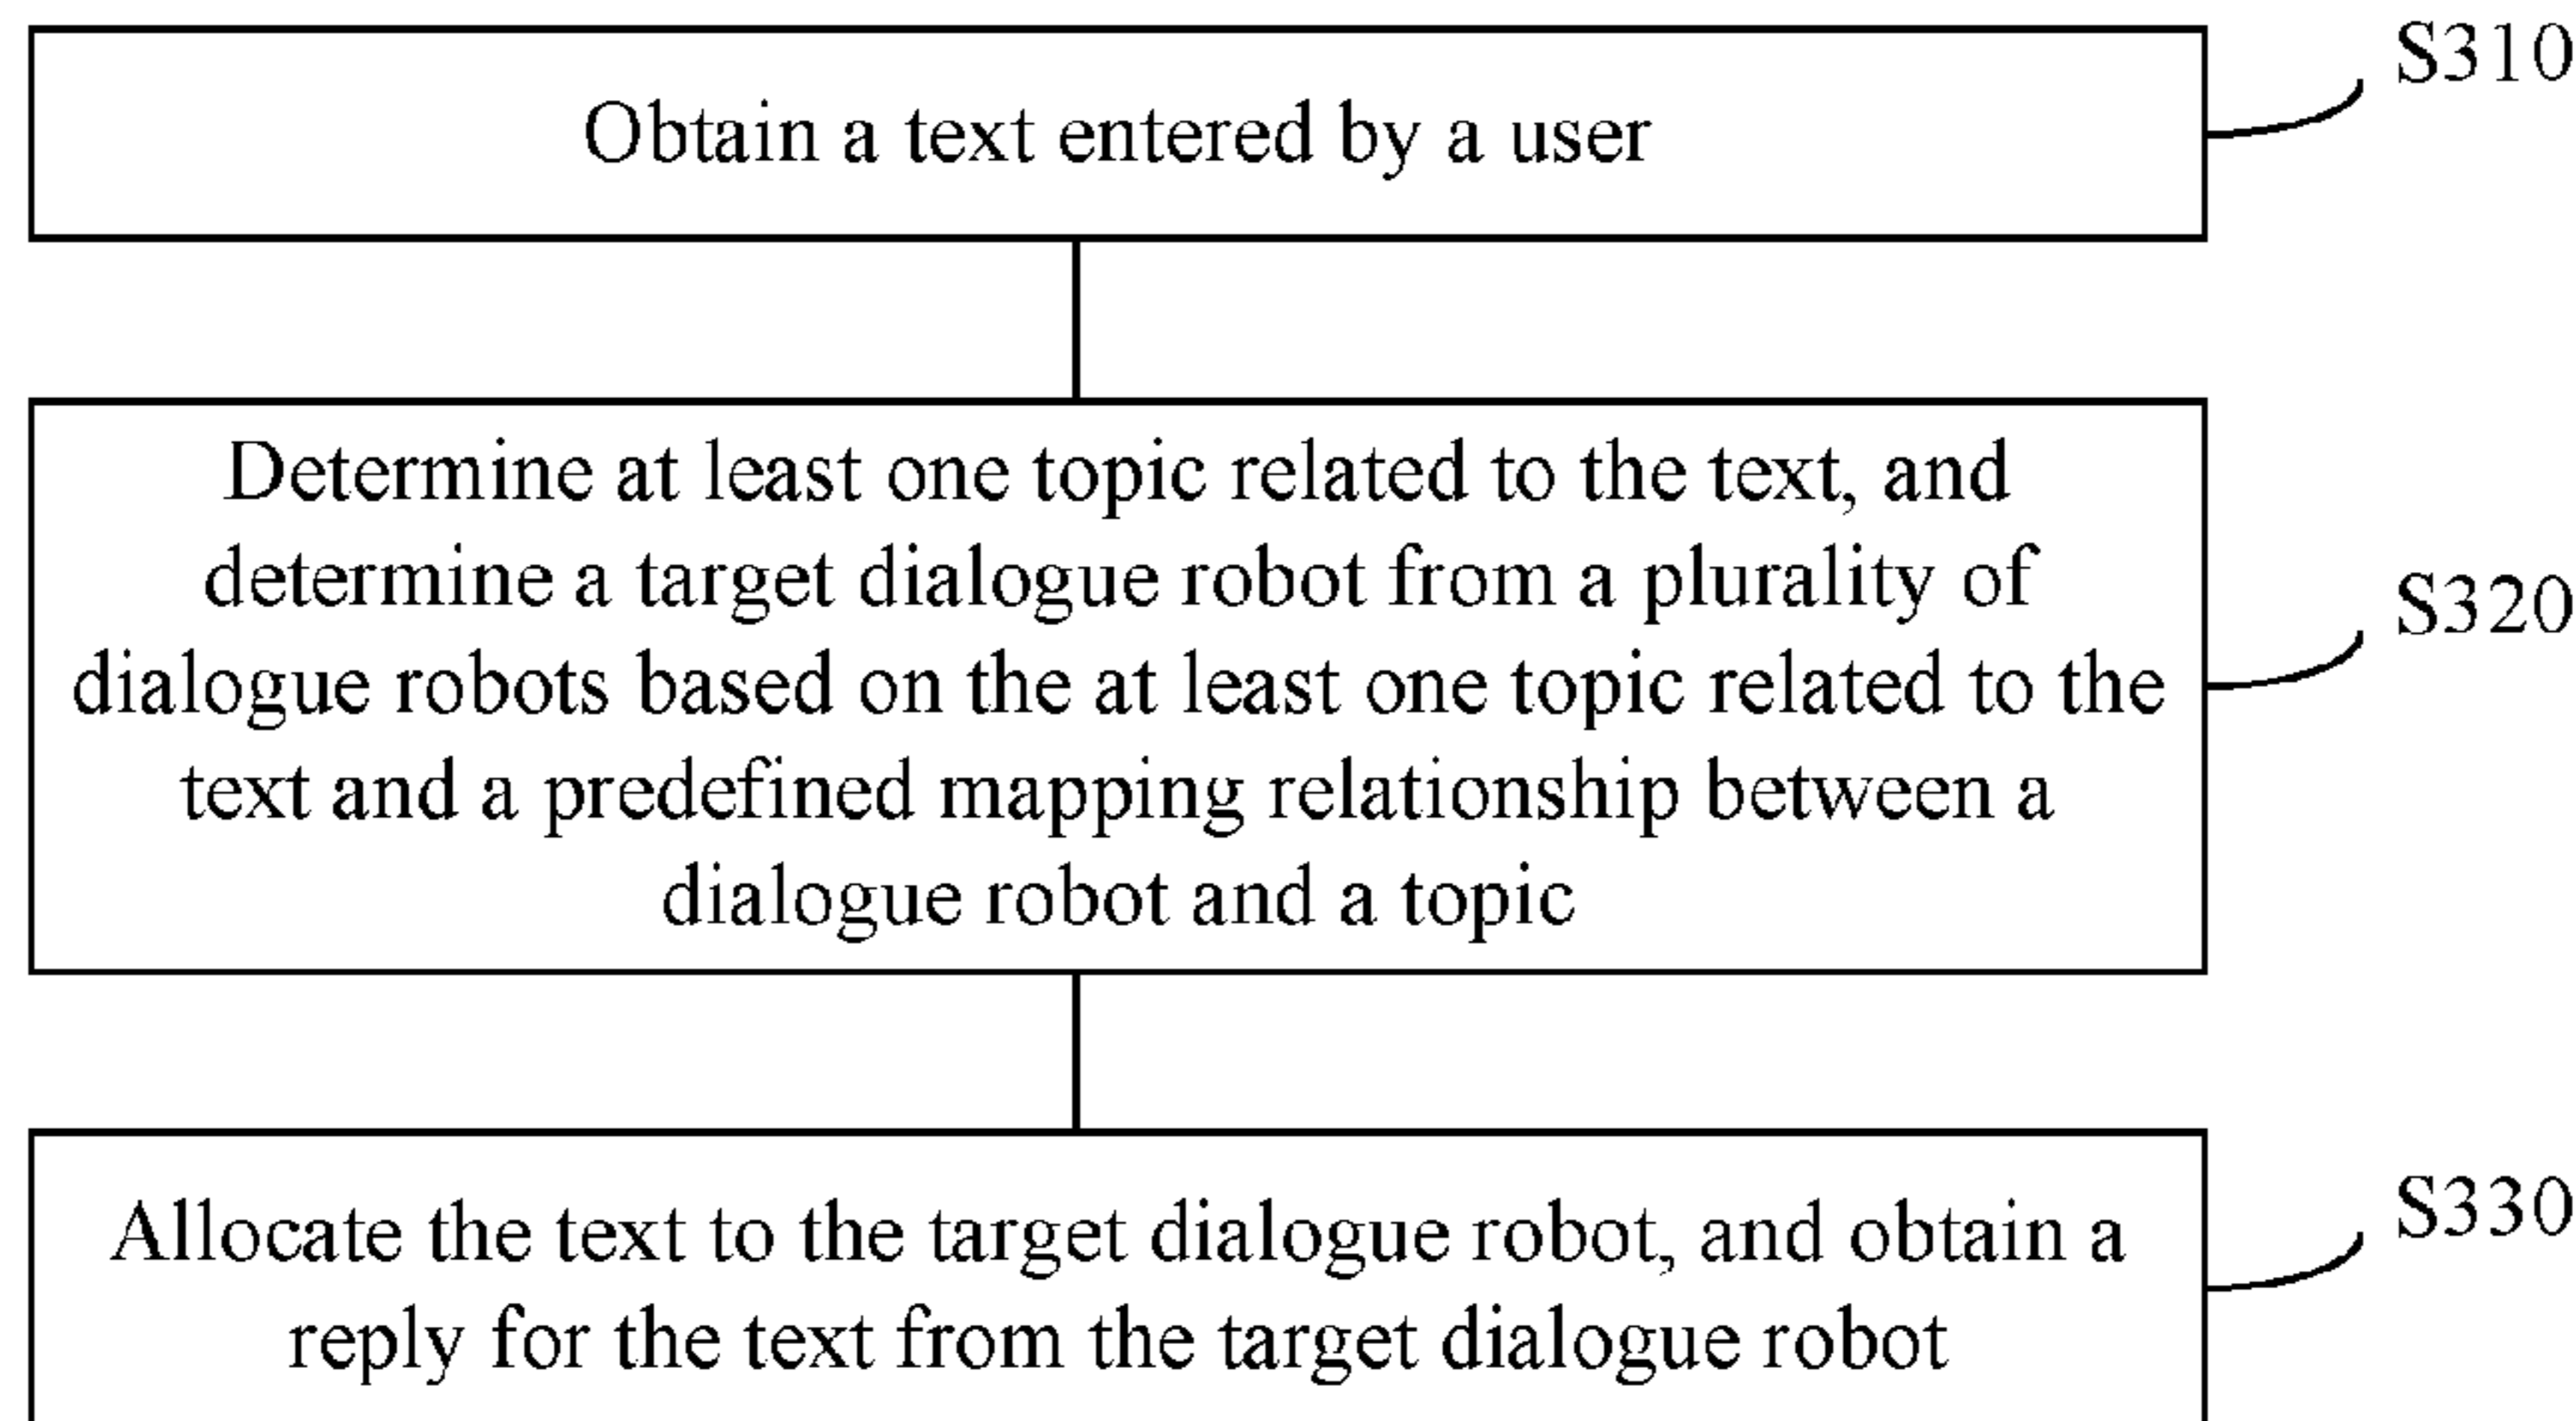 S310
Obtain a text entered by a user
Determine at least one topic related to the text, and
determine a target dialogue robot from a plurality of
S320
dialogue robots based on the at least one topic related to the
text and a predefined mapping relationship between a
dialogue robot and a topic
S330
Allocate the text to the target dialogue robot, and obtain a
reply for the text from the target dialogue robot